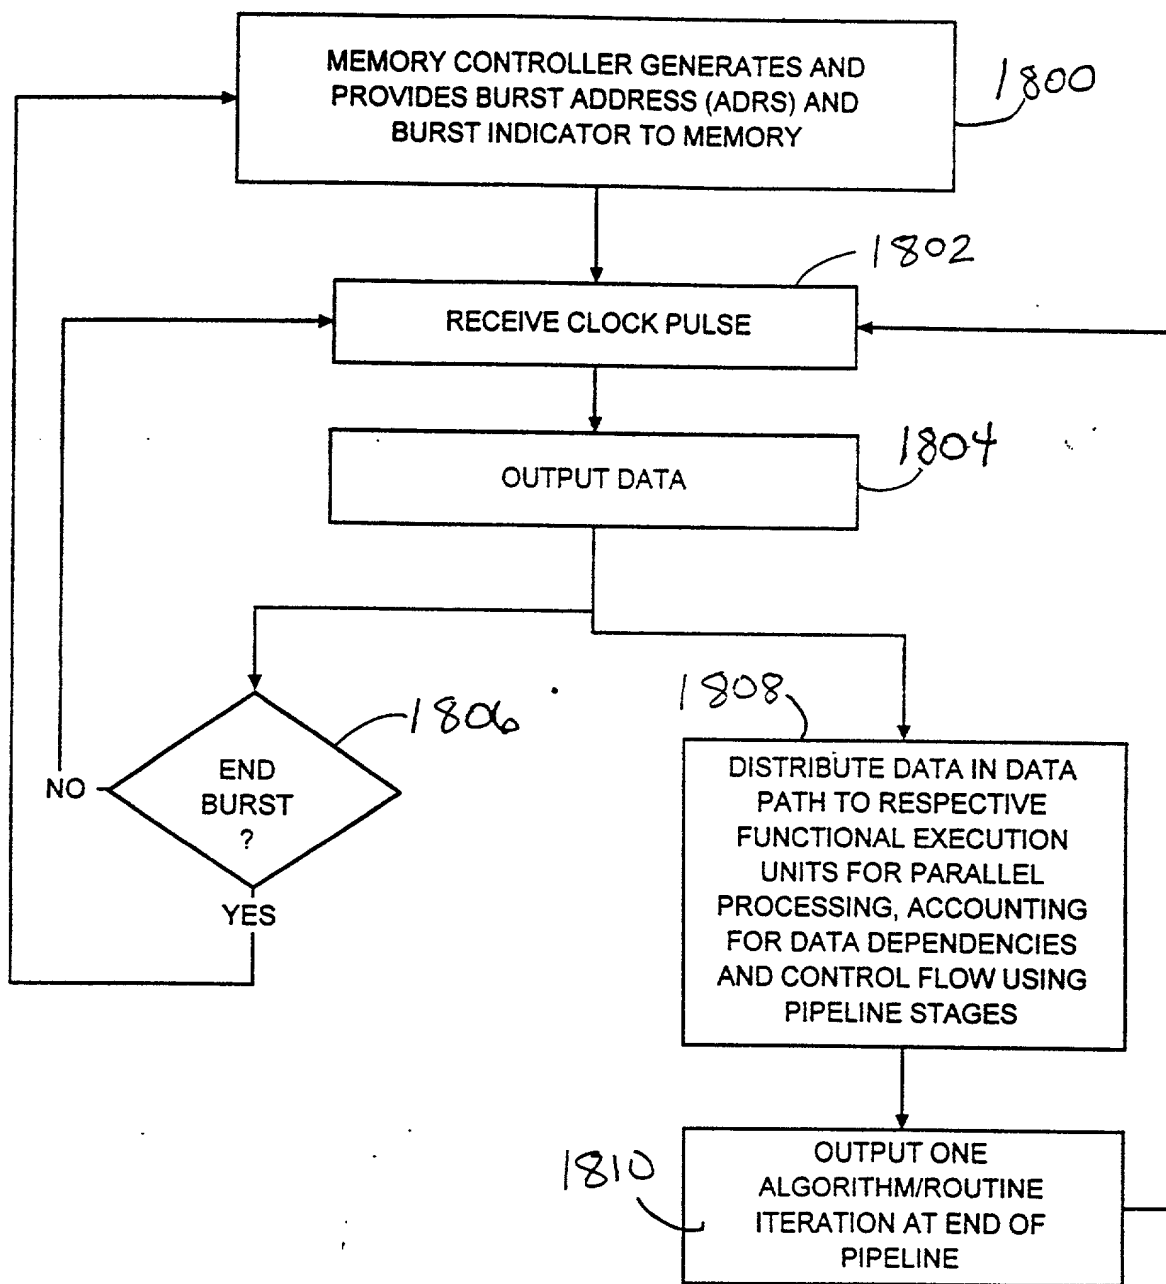 MEMORY CONTROLLER GENERATES AND
PROVIDES BURST ADDRESS (ADRS) AND
BURST INDICATOR TO MEMORY
1800
1802
RECEIVE CLOCK PULSE
1804
OUTPUT DATA
1806
END
BURST
?
NO
YES
1808
DISTRIBUTE DATA IN DATA
PATH TO RESPECTIVE
FUNCTIONAL EXECUTION
UNITS FOR PARALLEL
PROCESSING, ACCOUNTING
FOR DATA DEPENDENCIES
AND CONTROL FLOW USING
PIPELINE STAGES
1810
OUTPUT ONE
ALGORITHM/ROUTINE
ITERATION AT END OF
PIPELINE